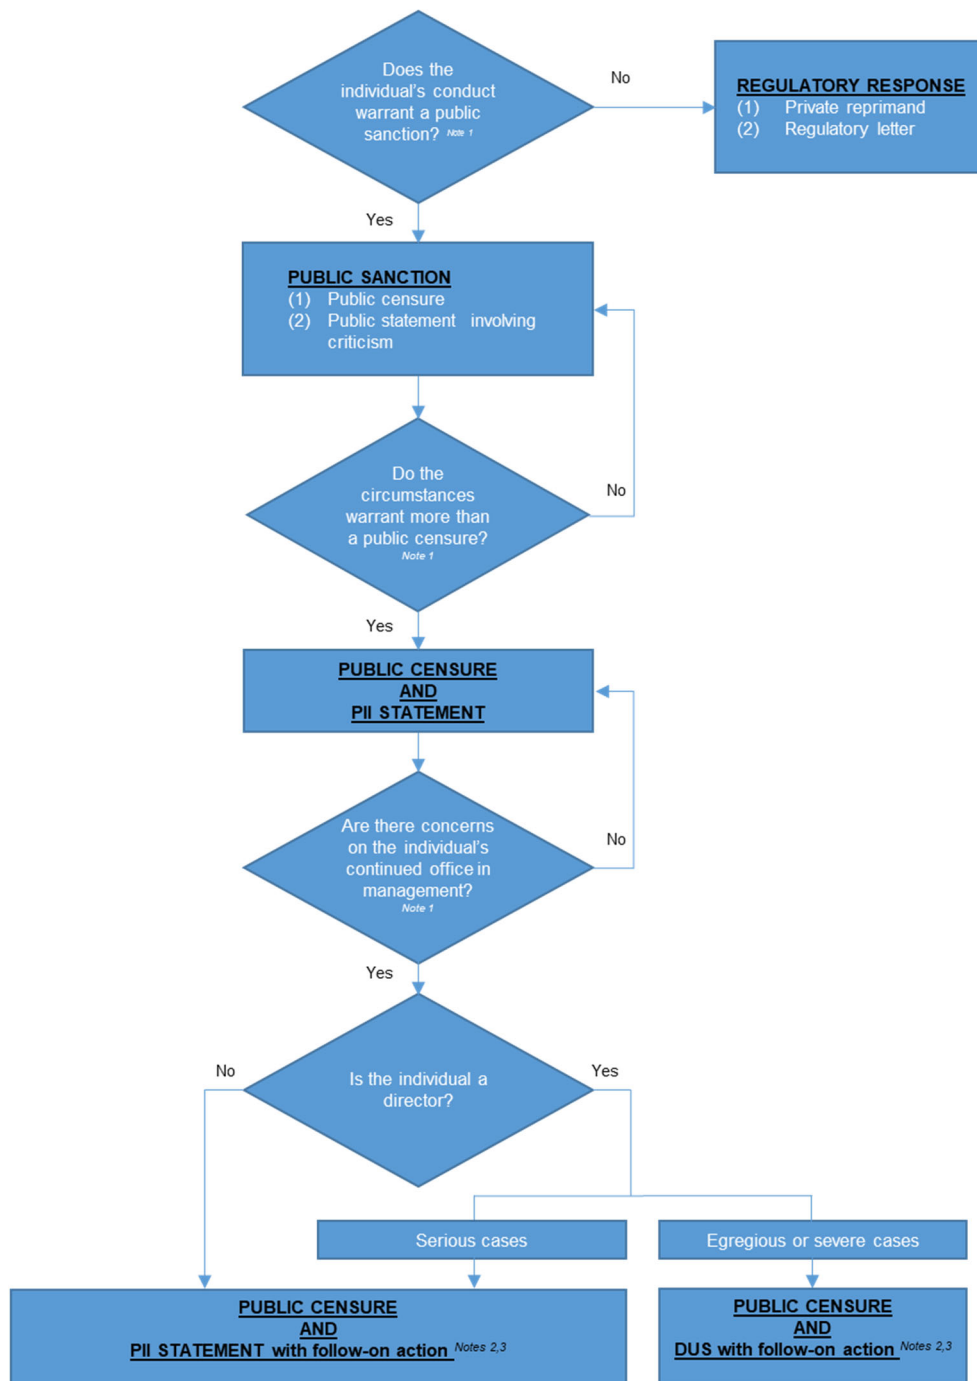 Does the
individual's conduct
warrant a public
sanction? Note 1
No
REGULATORY RESPONSE
(1) Private reprimand
(2) Regulatory letter
Yes
PUBLIC SANCTION
(1) Public censure
(2) Public statement involving
criticism
Do the
circumstances
warrant more than
a public censure?
Note 1
No
Yes
PUBLIC CENSURE
AND
PII STATEMENT
Are there concerns
on the individual's
continued office in
management?
Note 1
No
Yes
Is the individual a
director?
No
Yes
Serious cases
Egregious or severe cases
PUBLIC CENSURE
AND
PII STATEMENT with follow-on action Notes 2,3
PUBLIC CENSURE
AND
DUS with follow-on action Notes 2,3